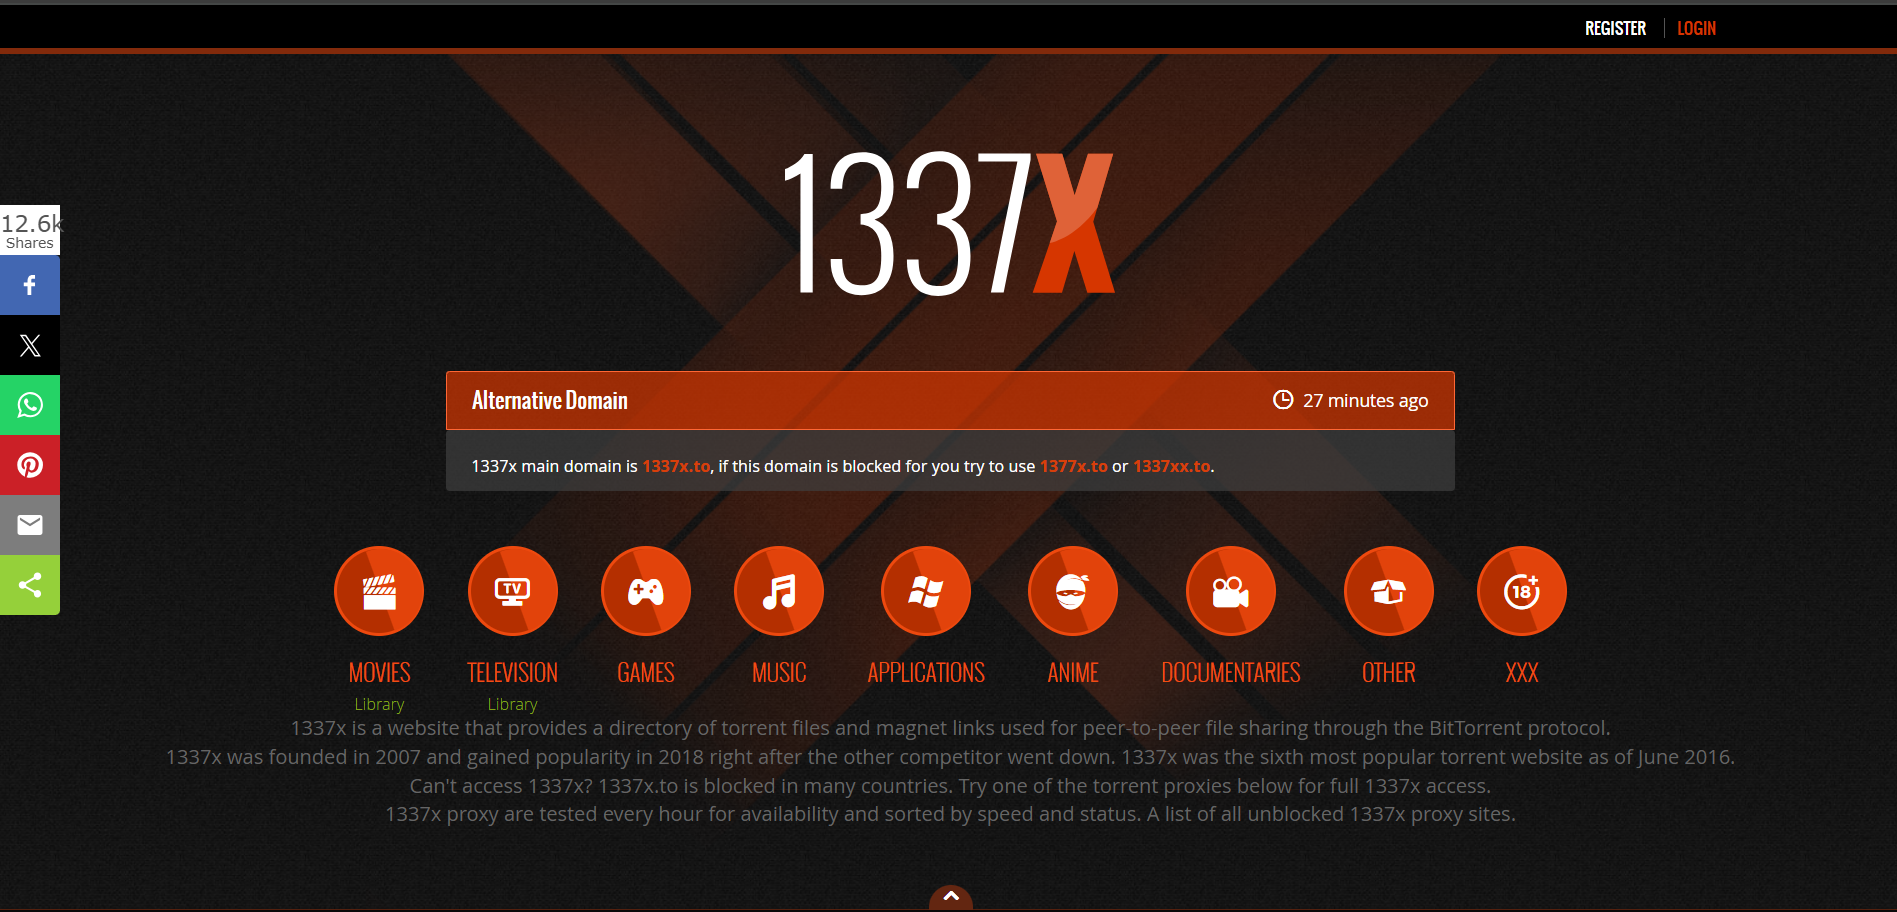 REGISTER LOGIN
1337X
12.6k
Shares
Alternative Domain 27 minutes ago
1337x main domain is 1337x.to, if this domain is blocked for you try to use 1377x.to or 1337xx.to.
TV
18+
MOVIES TELEVISION GAMES MUSIC APPLICATIONS ANIME DOCUMENTARIES OTHER XXX
Library Library
1337x is a website that provides a directory of torrent files and magnet links used for peer-to-peer file sharing through the BitTorrent protocol.
1337x was founded in 2007 and gained popularity in 2018 right after the other competitor went down. 1337x was the sixth most popular torrent website as of June 2016.
Can't access 1337x? 1337x.to is blocked in many countries. Try one of the torrent proxies below for full 1337x access.
1337x proxy are tested every hour for availability and sorted by speed and status. A list of all unblocked 1337x proxy sites.